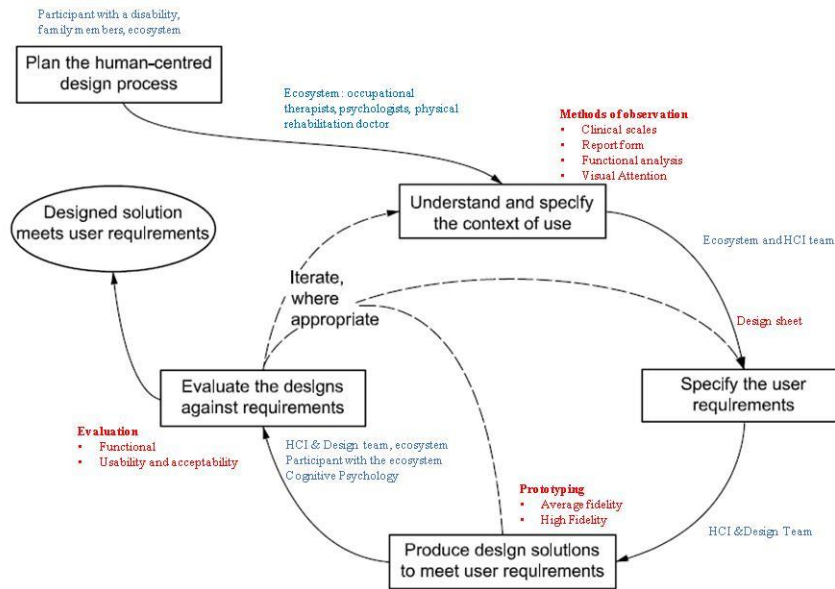 Participant with a disability,
family members, ecosystem
Plan the human-centred
design process
Ecosystem : occupational
therapists, psychologists, physical
rehabilitation doctor
Methods of observation
▪ Clinical scales
▪ Report form
▪ Functional analysis
▪ Visual Attention
Understand and specify
the context of use
Designed solution
meets user requirements
Ecosystem and HCI team
Iterate,
where
appropriate
Design sheet
Evaluate the designs
against requirements
Specify the user
requirements
Evaluation
▪ Functional
▪ Usability and acceptability
HCI & Design team, ecosystem
Participant with the ecosystem
Cognitive Psychology
Prototyping
▪ Average fidelity
▪ High Fidelity
HCI &Design Team
Produce design solutions
to meet user requirements